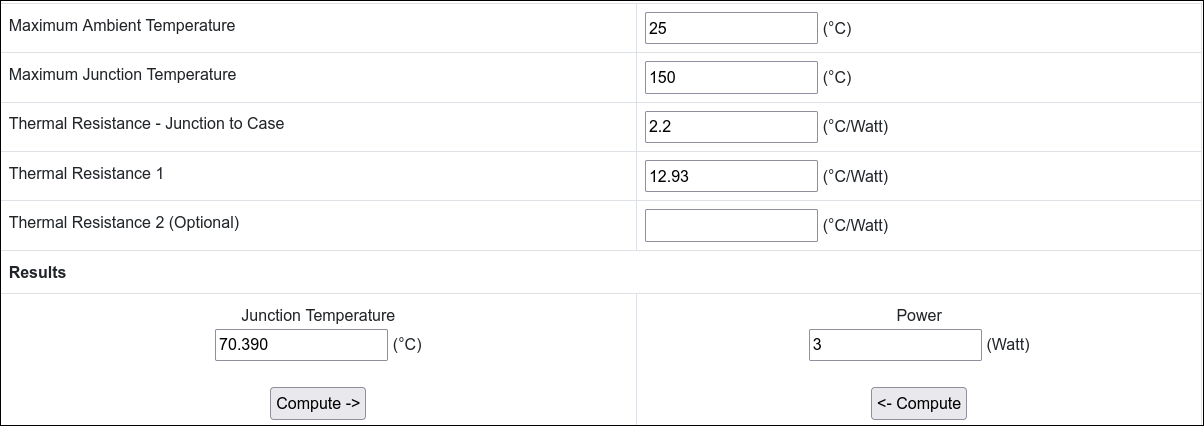 Maximum Ambient Temperature 25 (°C)
Maximum Junction Temperature 150 (°C)
Thermal Resistance - Junction to Case 2.2 (°C/Watt)
Thermal Resistance 1 12.93 (°C/Watt)
Thermal Resistance 2 (Optional) (°C/Watt)
Results
Junction Temperature Power
70.390 (°C) 3 (Watt)
Compute -> <- Compute